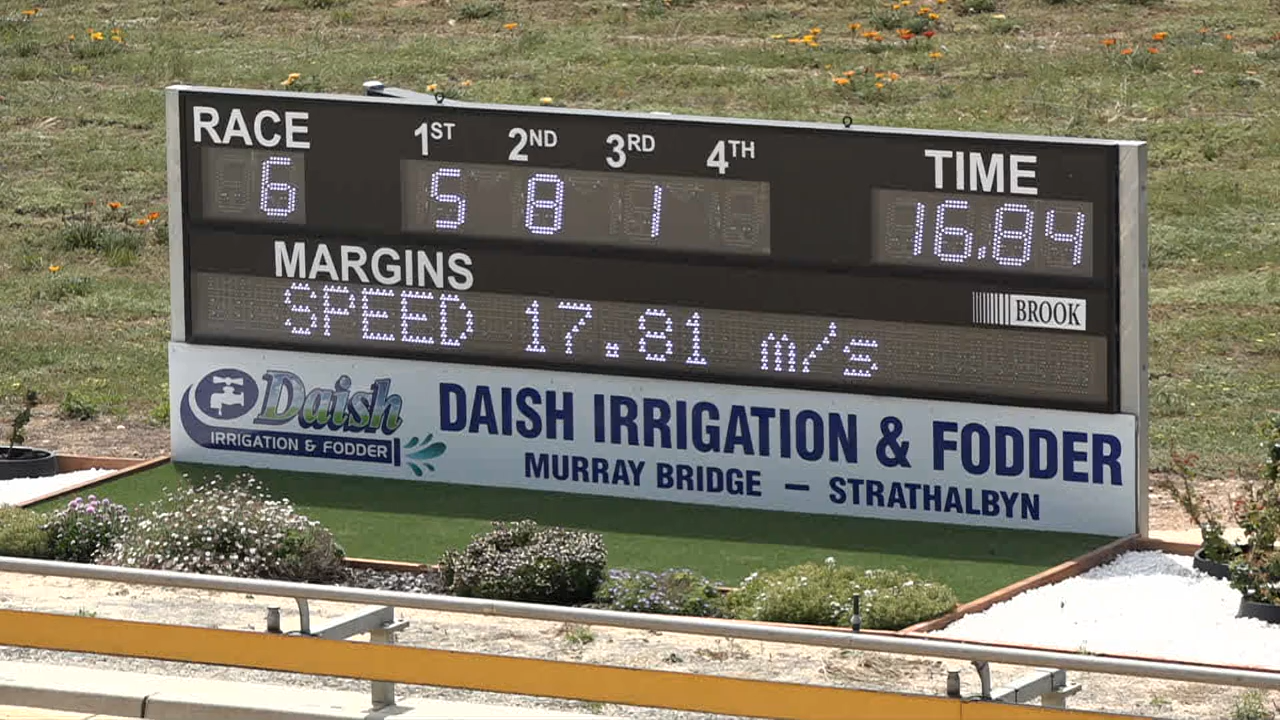 RACE 1ST 2ND 3RD 4TH TIME
6 5 8 1 16.84
MARGINS
BROOK
SPEED 17.81 m/s
Daish
IRRIGATION & FODDER
DAISH IRRIGATION & FODDER
MURRAY BRIDGE – STRATHALBYN